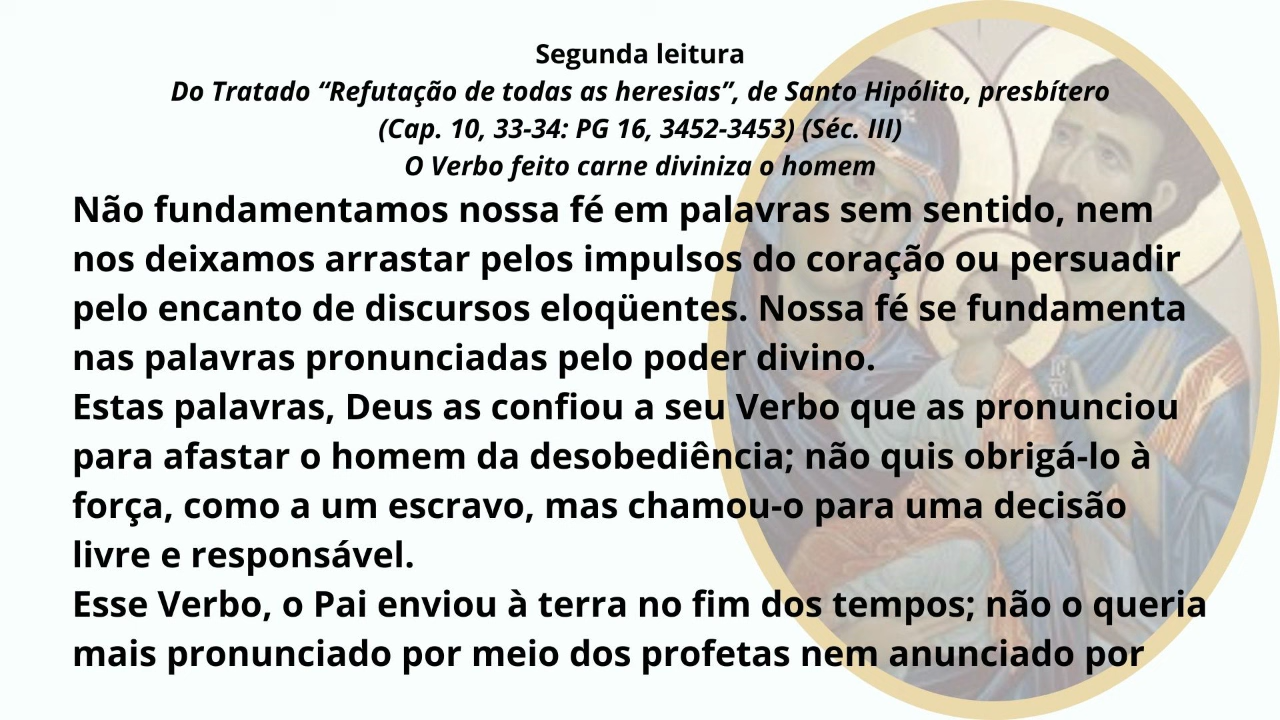 Segunda leitura
Do Tratado “Refutação de todas as heresias”, de Santo Hipólito, presbítero
(Cap. 10, 33-34: PG 16, 3452-3453) (Séc. III)
O Verbo feito carne diviniza o homem
Não fundamentamos nossa fé em palavras sem sentido, nem
nos deixamos arrastar pelos impulsos do coração ou persuadir
pelo encanto de discursos eloqüentes. Nossa fé se fundamenta
nas palavras pronunciadas pelo poder divino.
Estas palavras, Deus as confiou a seu Verbo que as pronunciou
para afastar o homem da desobediência; não quis obrigá-lo à
força, como a um escravo, mas chamou-o para uma decisão
livre e responsável.
Esse Verbo, o Pai enviou à terra no fim dos tempos; não o queria
mais pronunciado por meio dos profetas nem anunciado por
IC
XC